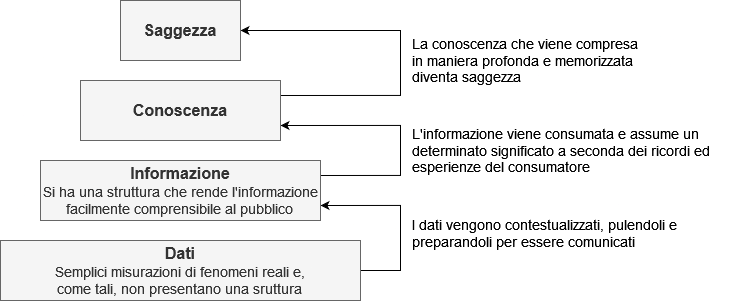 Saggezza
La conoscenza che viene compresa
in maniera profonda e memorizzata
diventa saggezza
Conoscenza
L'informazione viene consumata e assume un
determinato significato a seconda dei ricordi ed
esperienze del consumatore
Informazione
Si ha una struttura che rende l'informazione
facilmente comprensibile al pubblico
I dati vengono contestualizzati, pulendoli e
preparandoli per essere comunicati
Dati
Semplici misurazioni di fenomeni reali e,
come tali, non presentano una sruttura